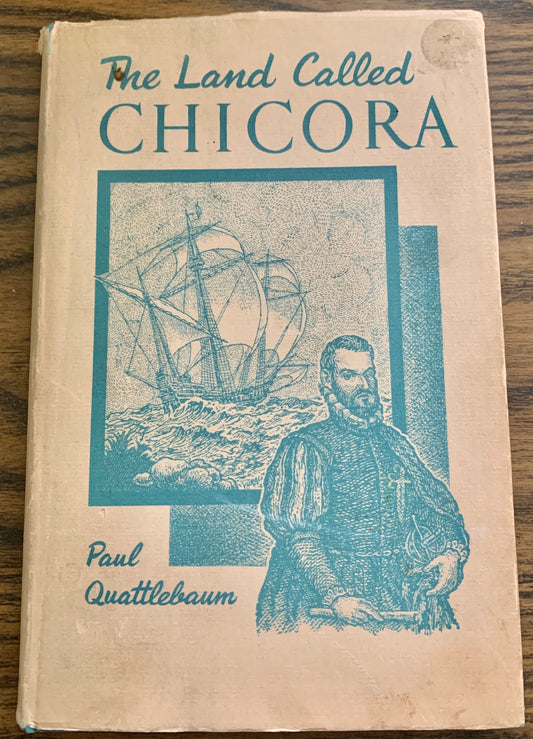 The Land Called
CHICORA
Paul
Quattlebaum